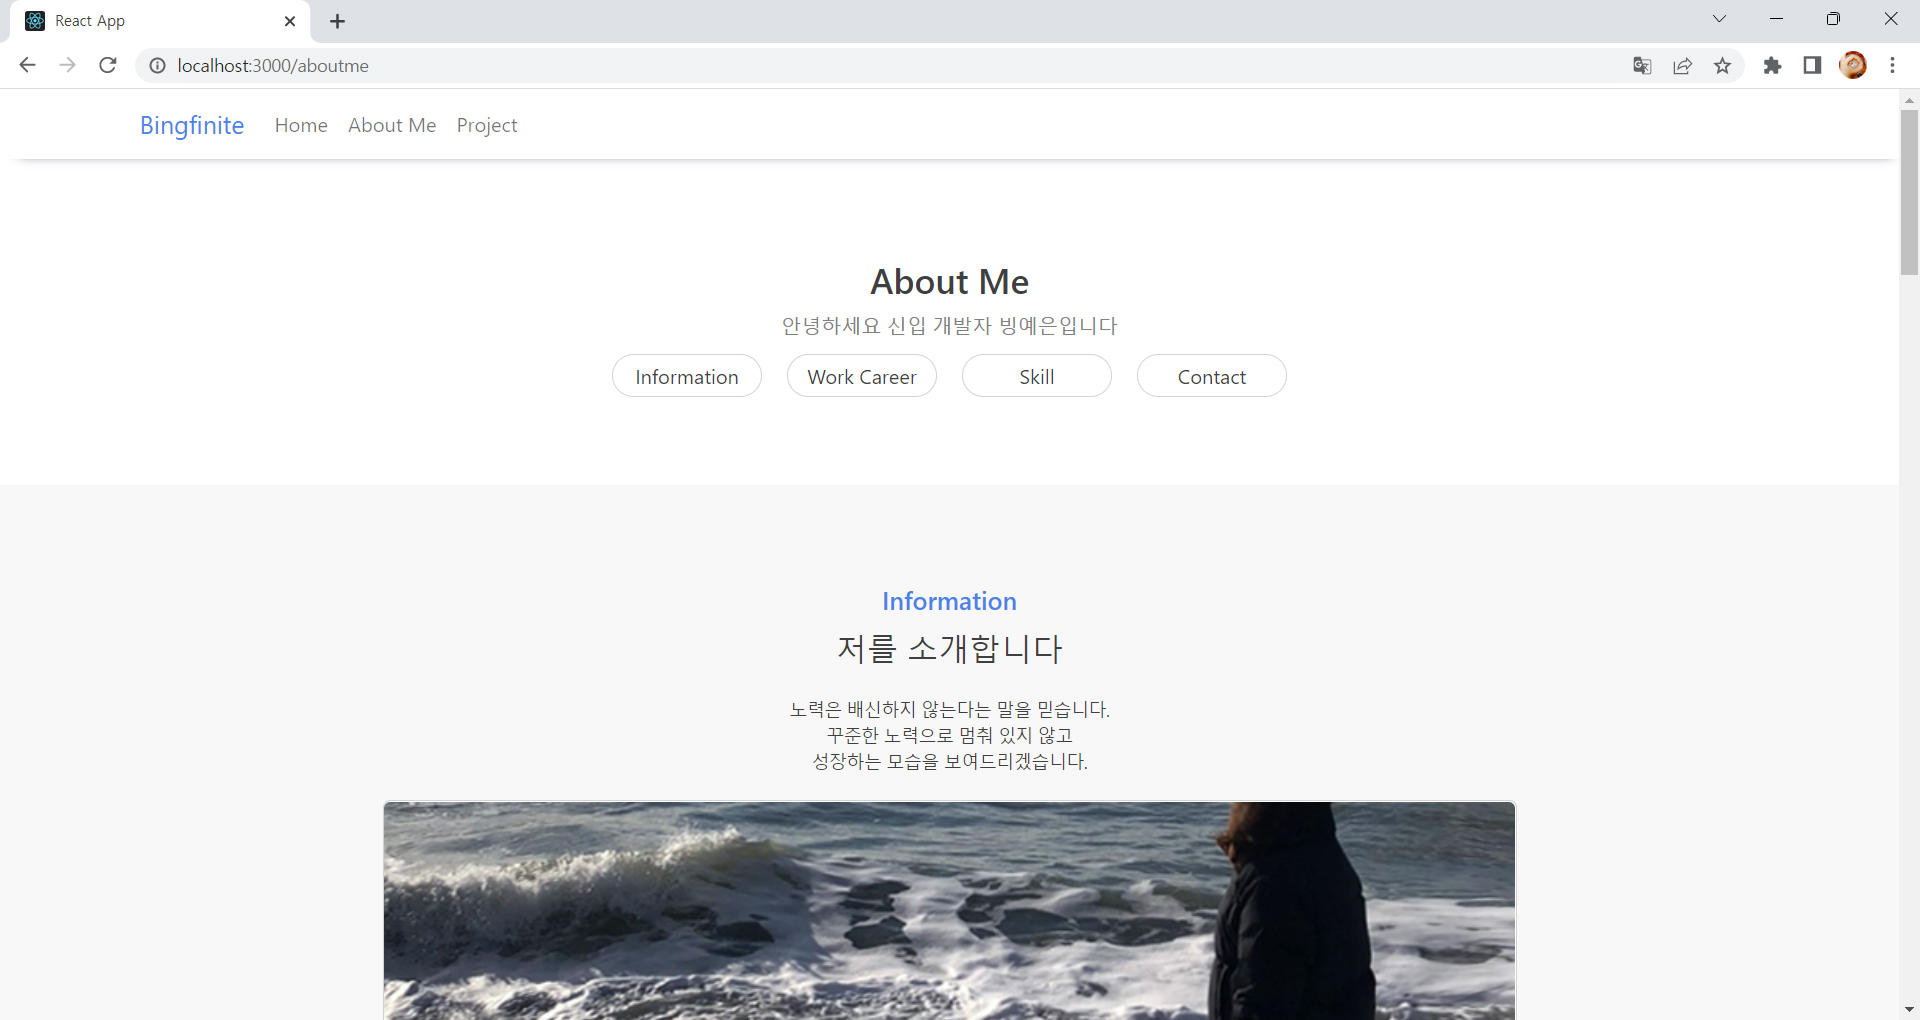 React App
localhost:3000/aboutme
Bingfinite Home About Me Project
About Me
안녕하세요 신입 개발자 빙예은입니다
Information Work Career Skill Contact
Information
저를 소개합니다
노력은 배신하지 않는다는 말을 믿습니다.
꾸준한 노력으로 멈춰 있지 않고
성장하는 모습을 보여드리겠습니다.